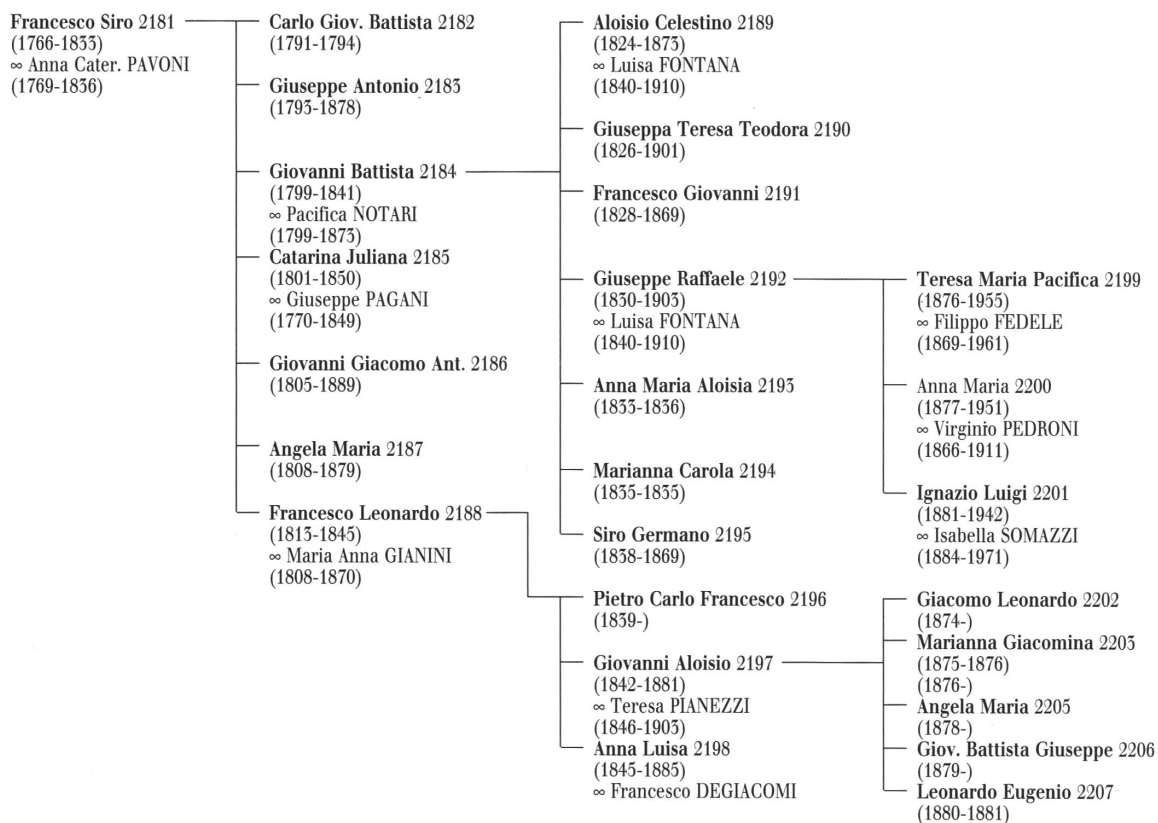 Francesco Siro 2181
(1766-1833)
∞ Anna Cater. PAVONI
(1769-1836)
Carlo Giov. Battista 2182
(1791-1794)
Giuseppe Antonio 2183
(1793-1878)
Giovanni Battista 2184
(1799-1841)
∞ Pacifica NOTARI
(1799-1873)
Catarina Juliana 2185
(1801-1850)
∞ Giuseppe PAGANI
(1770-1849)
Giovanni Giacomo Ant. 2186
(1805-1889)
Angela Maria 2187
(1808-1879)
Francesco Leonardo 2188
(1813-1845)
∞ Maria Anna GIANINI
(1808-1870)
Aloisio Celestino 2189
(1824-1873)
∞ Luisa FONTANA
(1840-1910)
Giuseppa Teresa Teodora 2190
(1826-1901)
Francesco Giovanni 2191
(1828-1869)
Giuseppe Raffaele 2192
(1830-1903)
∞ Luisa FONTANA
(1840-1910)
Anna Maria Aloisia 2193
(1833-1836)
Marianna Carola 2194
(1835-1835)
Siro Germano 2195
(1838-1869)
Pietro Carlo Francesco 2196
(1839-)
Giovanni Aloisio 2197
(1842-1881)
∞ Teresa PIANEZZI
(1846-1903)
Anna Luisa 2198
(1845-1885)
∞ Francesco DEGIACOMI
Teresa Maria Pacifica 2199
(1876-1955)
∞ Filippo FEDELE
(1869-1961)
Anna Maria 2200
(1877-1951)
∞ Virginio PEDRONI
(1866-1911)
Ignazio Luigi 2201
(1881-1942)
∞ Isabella SOMAZZI
(1884-1971)
Giacomo Leonardo 2202
(1874-)
Marianna Giacomina 2203
(1875-1876)
(1876-)
Angela Maria 2205
(1878-)
Giov. Battista Giuseppe 2206
(1879-)
Leonardo Eugenio 2207
(1880-1881)